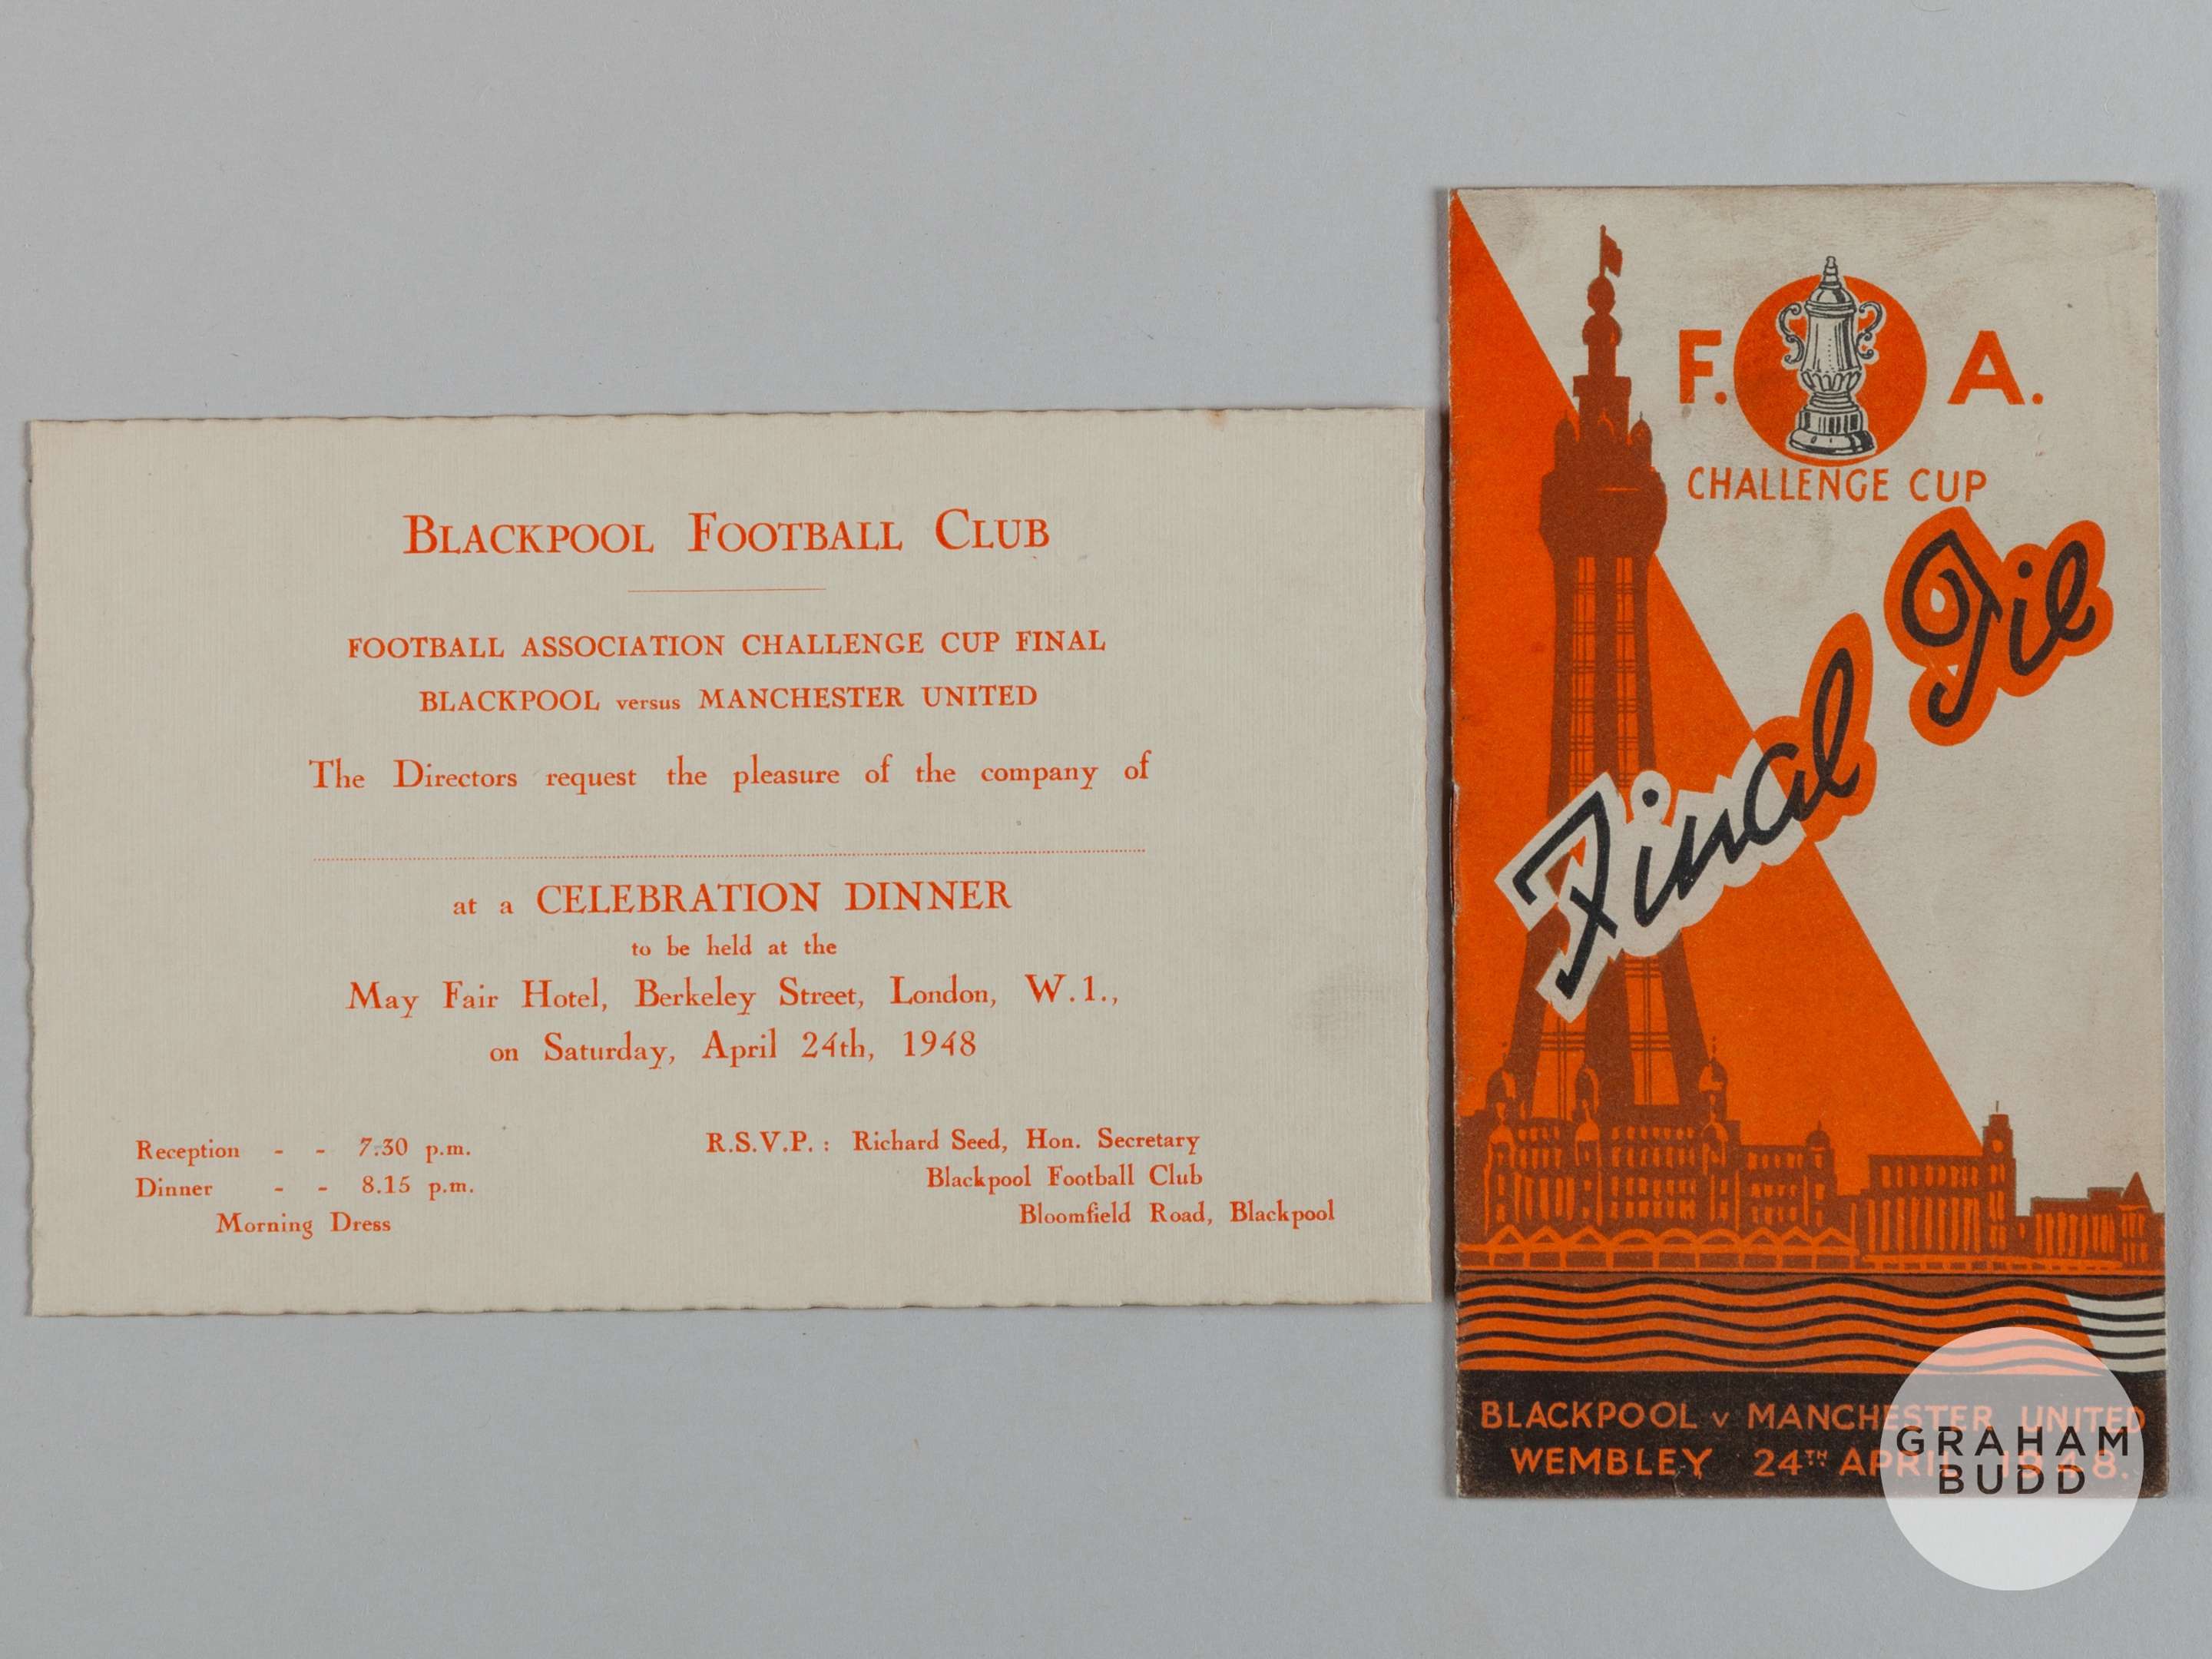 BLACKPOOL FOOTBALL CLUB
FOOTBALL ASSOCIATION CHALLENGE CUP FINAL
BLACKPOOL versus MANCHESTER UNITED
The Directors request the pleasure of the company of
at a CELEBRATION DINNER
to be held at the
May Fair Hotel, Berkeley Street, London, W.1.,
on Saturday, April 24th, 1948
Reception - - 7-30 p.m.
Dinner - - 8.15 p.m.
Morning Dress
R.S.V.P. : Richard Seed, Hon. Secretary
Blackpool Football Club
Bloomfield Road, Blackpool
F. A.
CHALLENGE CUP
Final Tie
BLACKPOOL v MANCHESTER UNITED
WEMBLEY 24TH APRIL 1948.
GRAHAM
BUDD